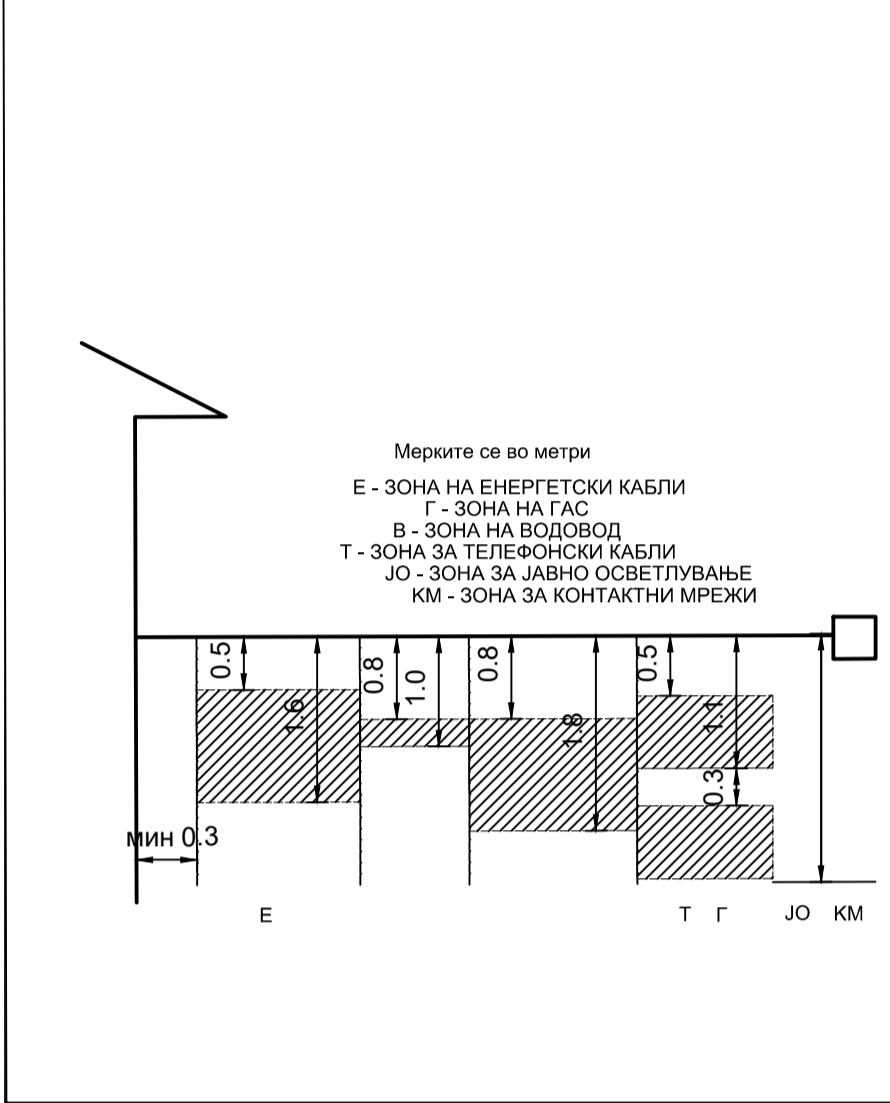 Мерките се во метри
Е - ЗОНА НА ЕНЕРГЕТСКИ КАБЛИ
Г - ЗОНА НА ГАС
В - ЗОНА НА ВОДОВОД
Т - ЗОНА ЗА ТЕЛЕФОНСКИ КАБЛИ
ЈО - ЗОНА ЗА ЈАВНО ОСВЕТЛУВАЊЕ
КМ - ЗОНА ЗА КОНТАКТНИ МРЕЖИ
0.5
1.6
0.8
1.0
0.8
1.8
0.5
1.1
0.3
мин 0.3
Е
Т Г ЈО КМ